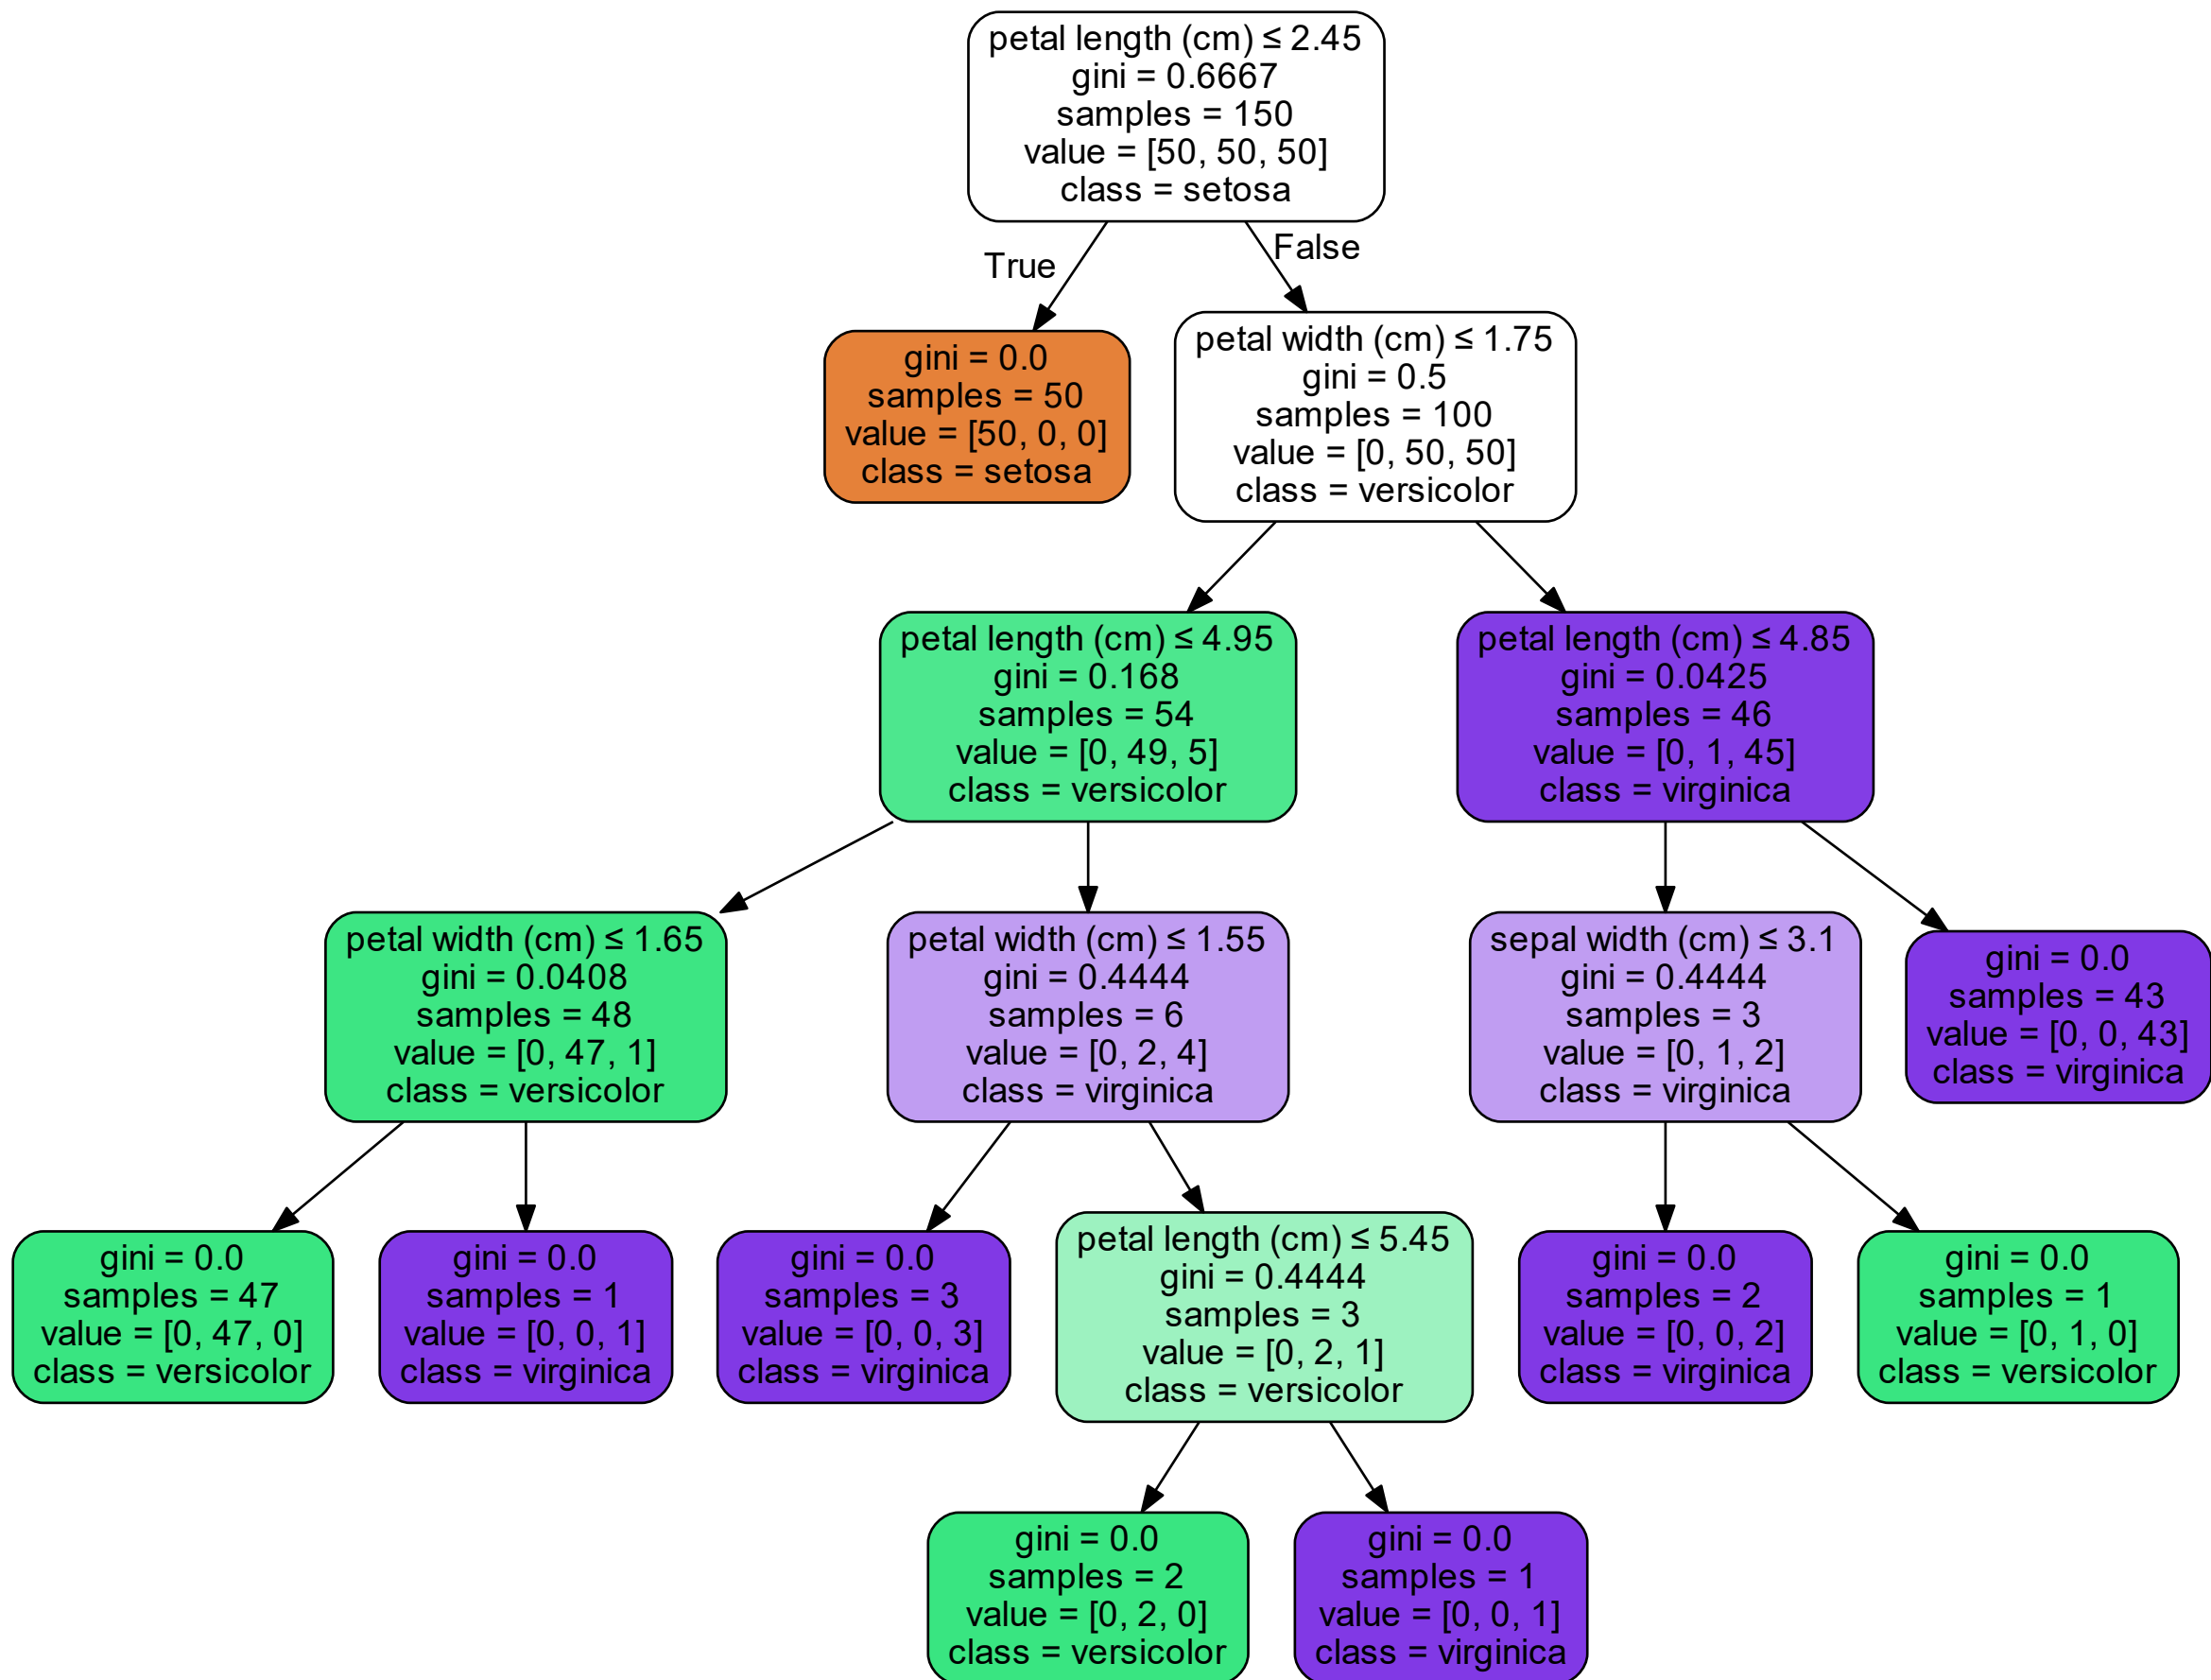 petal length (cm) ≤ 2.45
gini = 0.6667
samples = 150
value = [50, 50, 50]
class = setosa
True
False
gini = 0.0
samples = 50
value = [50, 0, 0]
class = setosa
petal width (cm) ≤ 1.75
gini = 0.5
samples = 100
value = [0, 50, 50]
class = versicolor
petal length (cm) ≤ 4.95
gini = 0.168
samples = 54
value = [0, 49, 5]
class = versicolor
petal length (cm) ≤ 4.85
gini = 0.0425
samples = 46
value = [0, 1, 45]
class = virginica
petal width (cm) ≤ 1.65
gini = 0.0408
samples = 48
value = [0, 47, 1]
class = versicolor
petal width (cm) ≤ 1.55
gini = 0.4444
samples = 6
value = [0, 2, 4]
class = virginica
sepal width (cm) ≤ 3.1
gini = 0.4444
samples = 3
value = [0, 1, 2]
class = virginica
gini = 0.0
samples = 43
value = [0, 0, 43]
class = virginica
gini = 0.0
samples = 47
value = [0, 47, 0]
class = versicolor
gini = 0.0
samples = 1
value = [0, 0, 1]
class = virginica
gini = 0.0
samples = 3
value = [0, 0, 3]
class = virginica
petal length (cm) ≤ 5.45
gini = 0.4444
samples = 3
value = [0, 2, 1]
class = versicolor
gini = 0.0
samples = 2
value = [0, 0, 2]
class = virginica
gini = 0.0
samples = 1
value = [0, 1, 0]
class = versicolor
gini = 0.0
samples = 2
value = [0, 2, 0]
class = versicolor
gini = 0.0
samples = 1
value = [0, 0, 1]
class = virginica